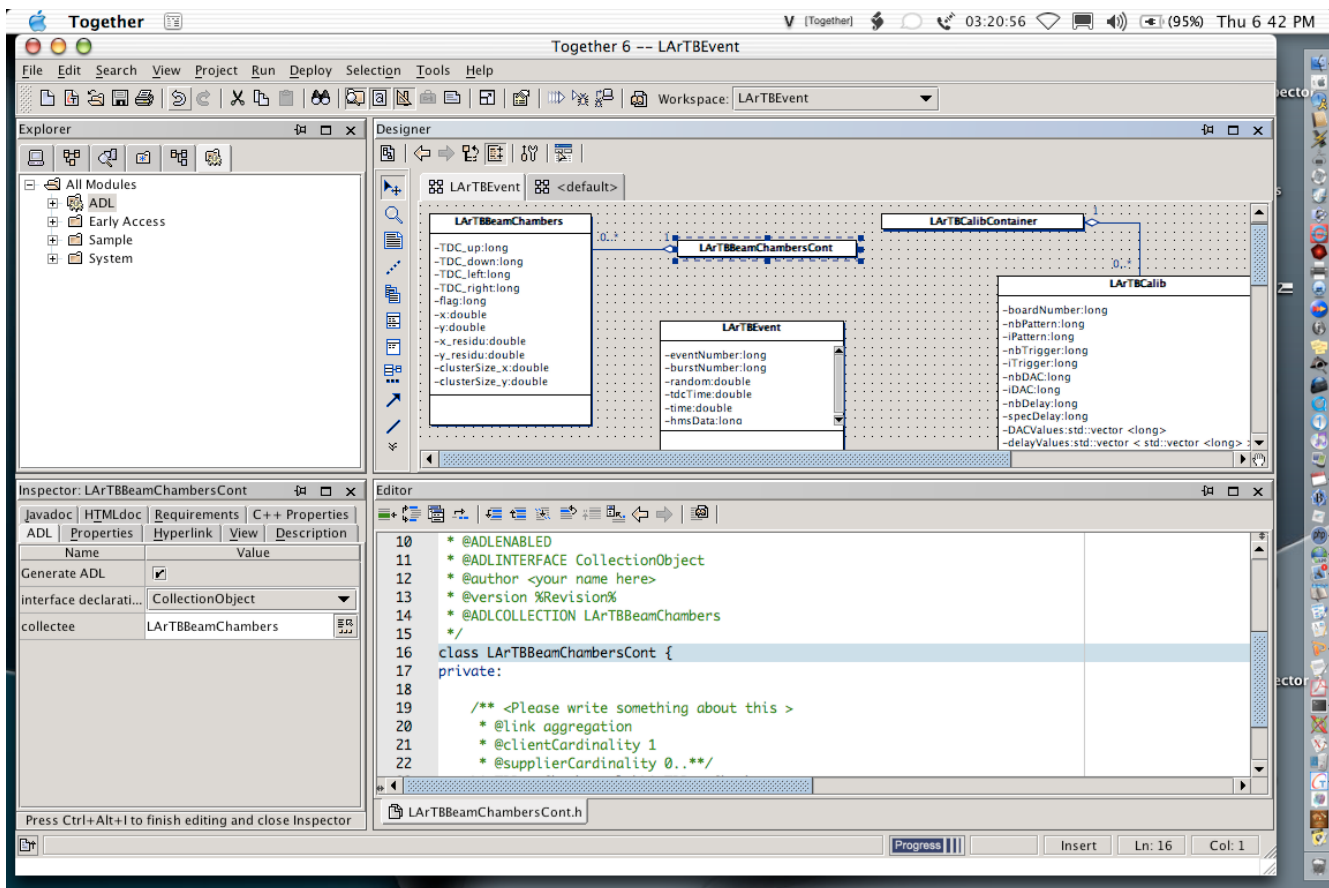 Together
V [Together] 03:20:56 (95%) Thu 6 42 PM
Together 6 -- LArTBEvent
File Edit Search View Project Run Deploy Selection Tools Help
Workspace: LArTBEvent
Explorer
All Modules
ADL
Early Access
Sample
System
Designer
LArTBEvent <default>
LArTBBeamChambers
-TDC_up:long
-TDC_down:long
-TDC_left:long
-TDC_right:long
-flag:long
-x:double
-y:double
-x_residu:double
-y_residu:double
-clusterSize_x:double
-clusterSize_y:double
0..*
1
LArTBBeamChambersCont
LArTBEvent
-eventNumber:long
-burstNumber:long
-random:double
-tdcTime:double
-time:double
-hmsData:long
LArTBCalibContainer
1
0..*
LArTBCalib
-boardNumber:long
-nbPattern:long
-iPattern:long
-nbTrigger:long
-iTrigger:long
-nbDAC:long
-iDAC:long
-nbDelay:long
-specDelay:long
-DACValues:std::vector <long>
-delayValues:std::vector < std::vector <long> :
Inspector: LArTBBeamChambersCont
Javadoc HTMLdoc Requirements C++ Properties
ADL Properties Hyperlink View Description
Name Value
Generate ADL
interface declarati... CollectionObject
collectee LArTBBeamChambers
Press Ctrl+Alt+I to finish editing and close Inspector
Editor
10 * @ADLENABLED
11 * @ADLINTERFACE CollectionObject
12 * @author <your name here>
13 * @version %Revision%
14 * @ADLCOLLECTION LArTBBeamChambers
15 */
16 class LArTBBeamChambersCont {
17 private:
18
19 /** <Please write something about this >
20 * @link aggregation
21 * @clientCardinality 1
22 * @supplierCardinality 0..**/
LArTBBeamChambersCont.h
Progress Insert Ln: 16 Col: 1
ector
s
ector